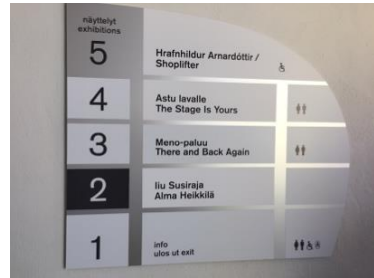 näyttelyt
exhibitions
5
Hrafnhildur Arnardóttir /
Shoplifter
4
Astu lavalle
The Stage Is Yours
3
Meno-paluu
There and Back Again
2
Iiu Susiraja
Alma Heikkilä
1
info
ulos ut exit